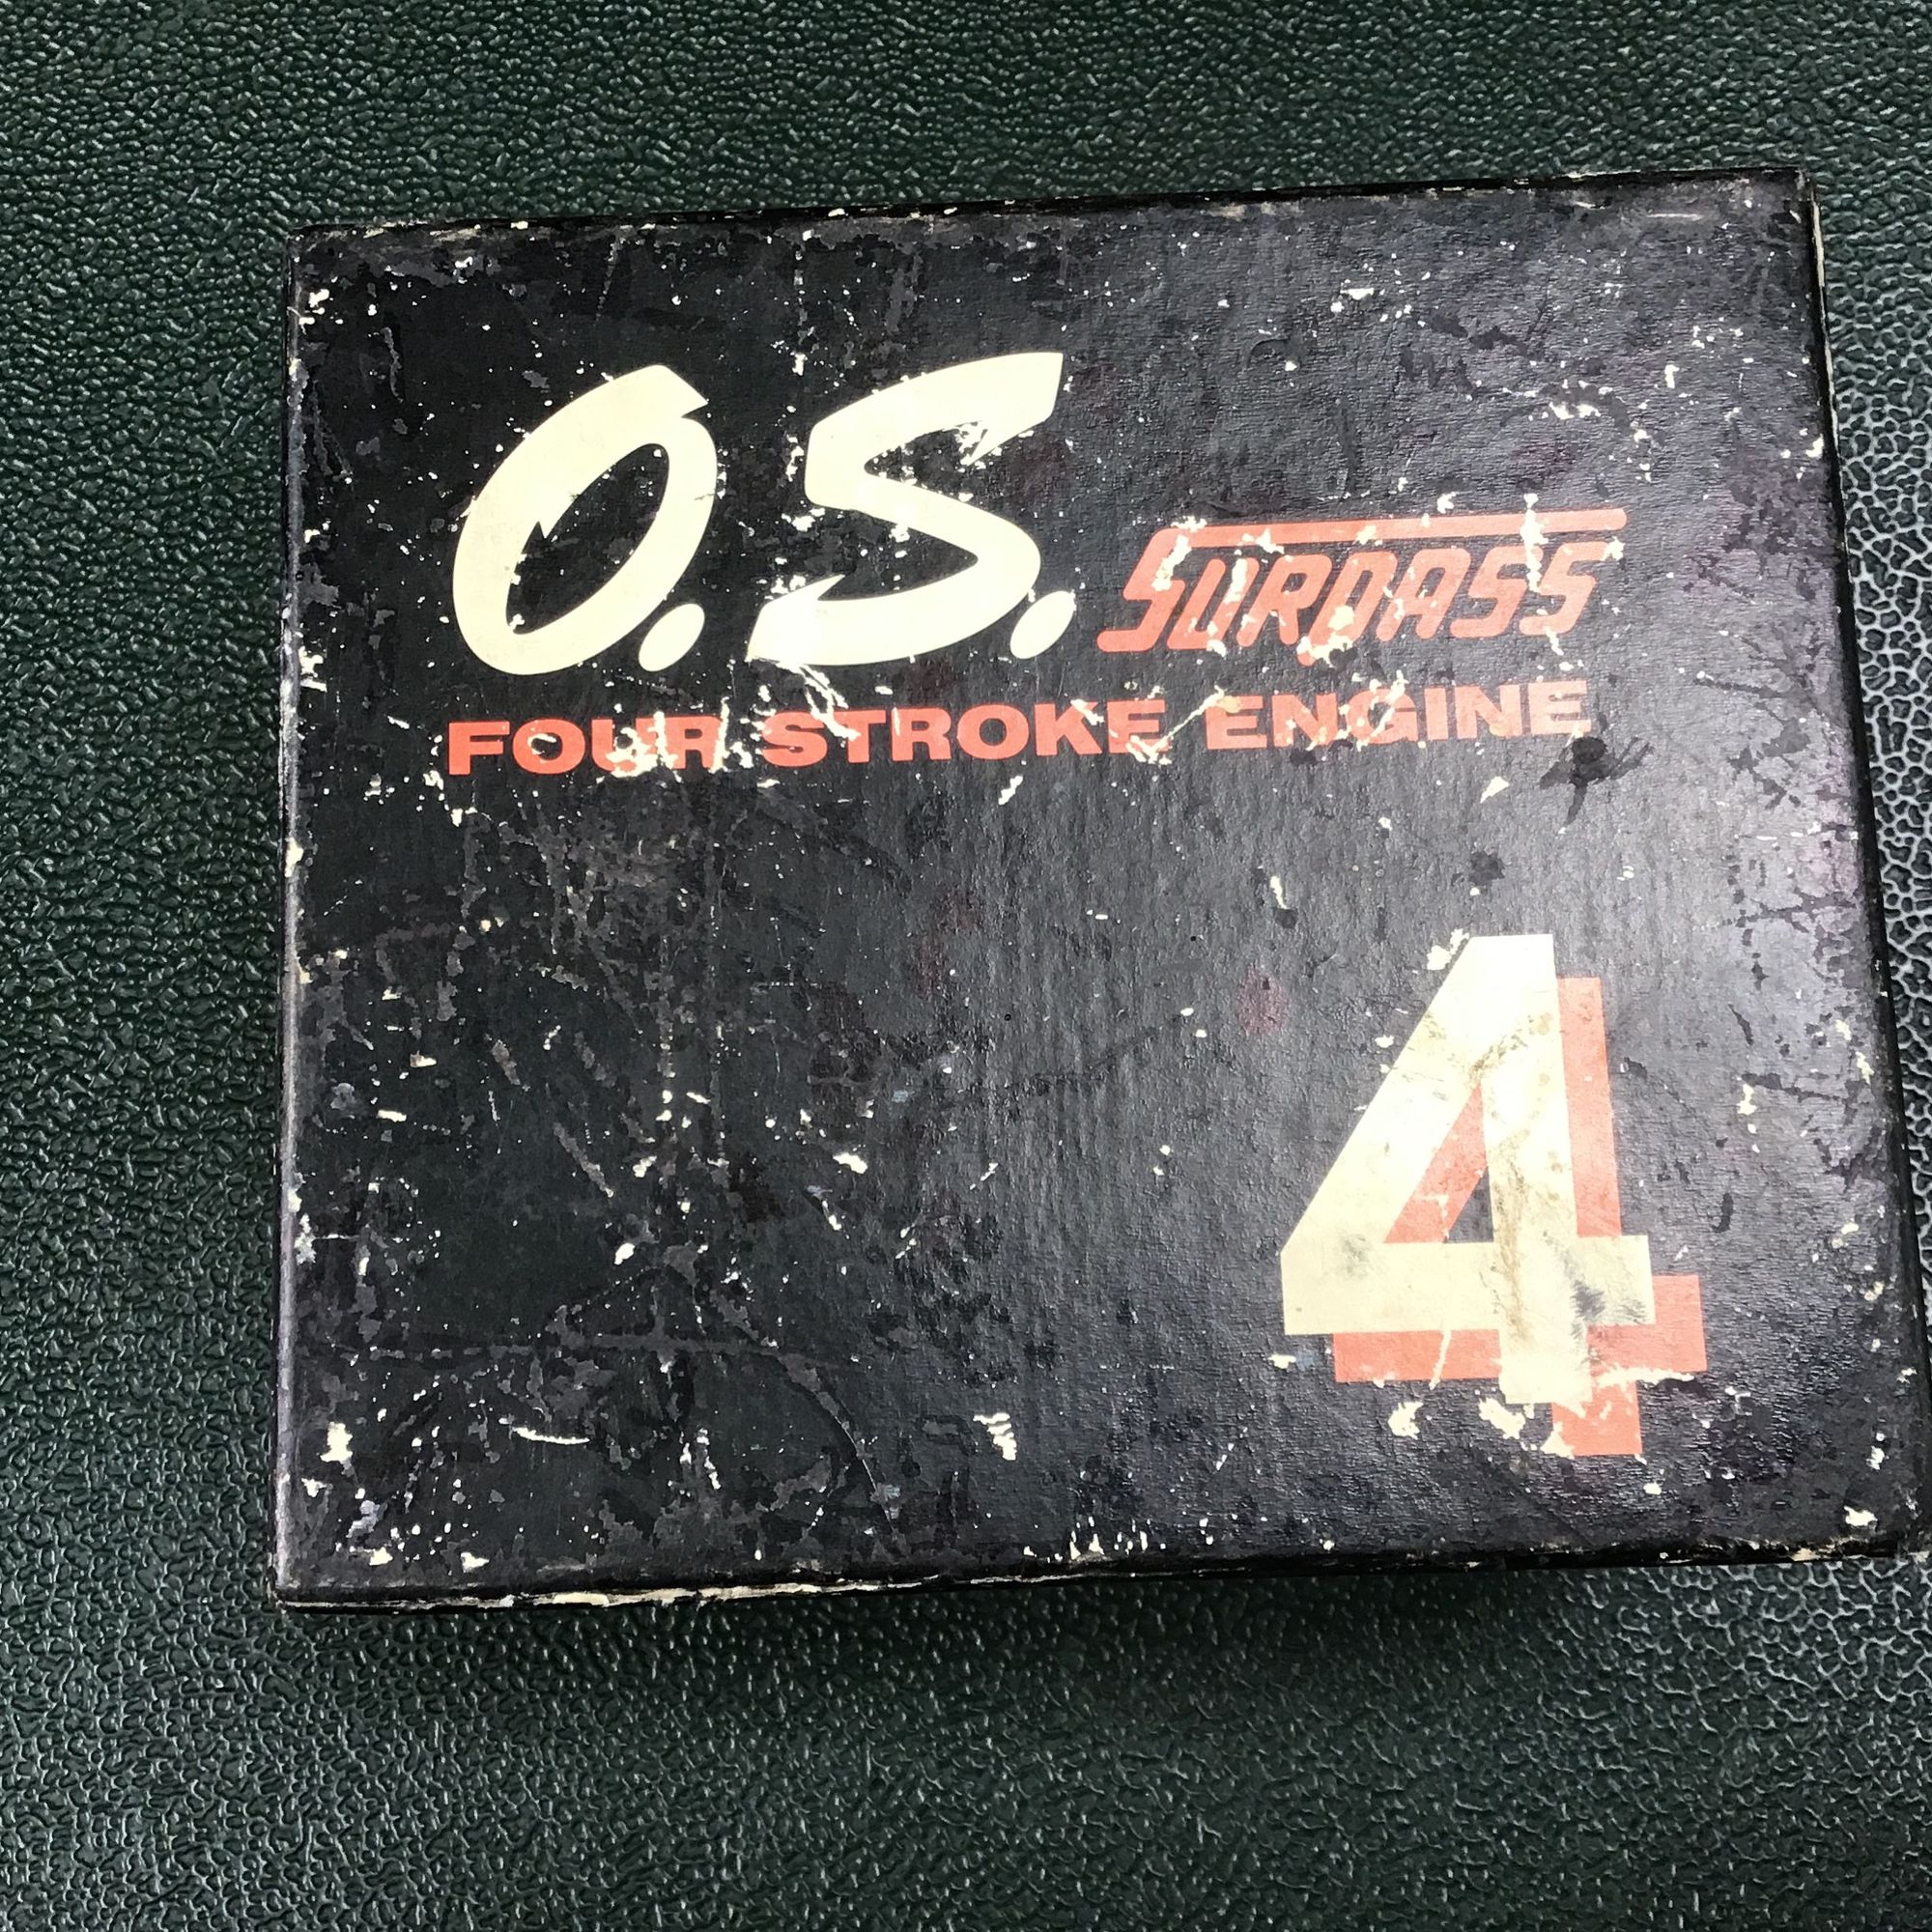 O.S. SURPASS
FOUR STROKE ENGINE
4